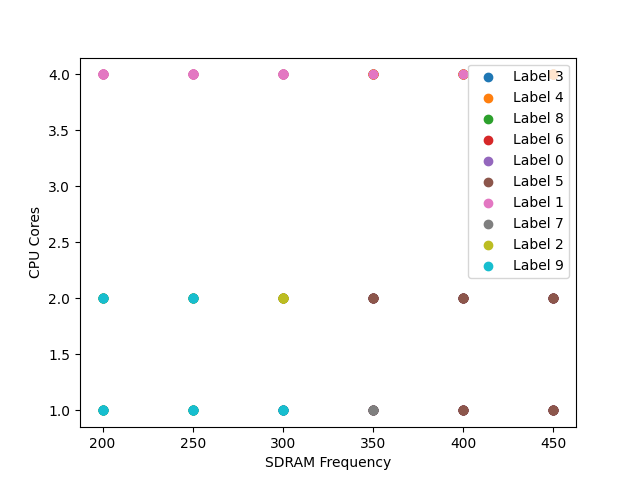 4.0
3.5
3.0
2.5
2.0
1.5
1.0
CPU Cores
200 250 300 350 400 450
SDRAM Frequency
Label 3
Label 4
Label 8
Label 6
Label 0
Label 5
Label 1
Label 7
Label 2
Label 9